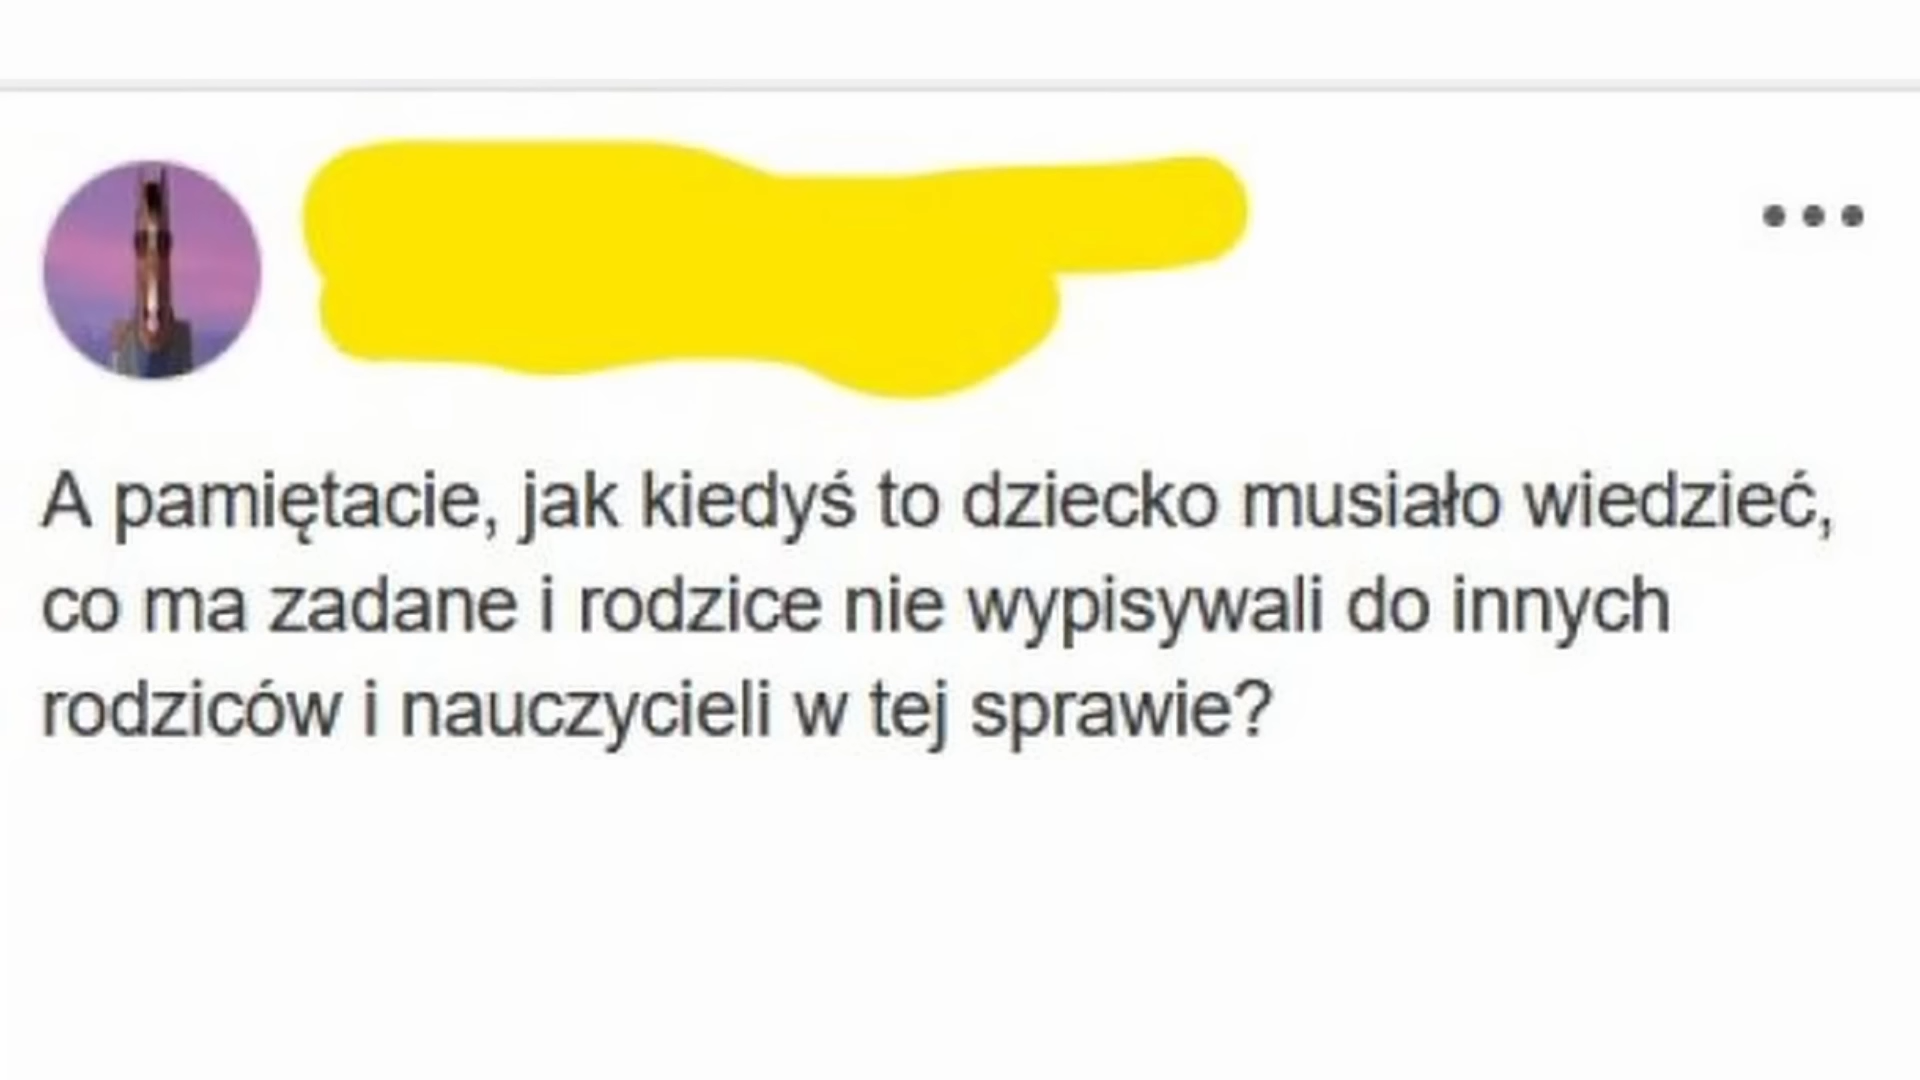 A pamiętacie, jak kiedyś to dziecko musiało wiedzieć,
co ma zadane i rodzice nie wypisywali do innych
rodziców i nauczycieli w tej sprawie?